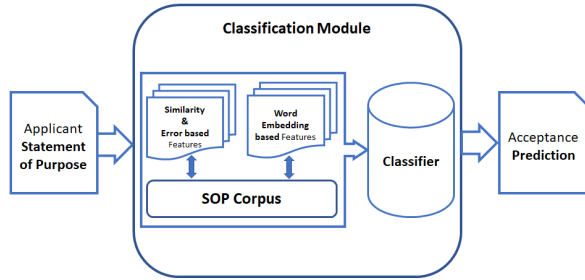 Classification Module
Applicant
Statement
of Purpose
Similarity
&
Error based
Features
Word
Embedding
based Features
SOP Corpus
Classifier
Acceptance
Prediction